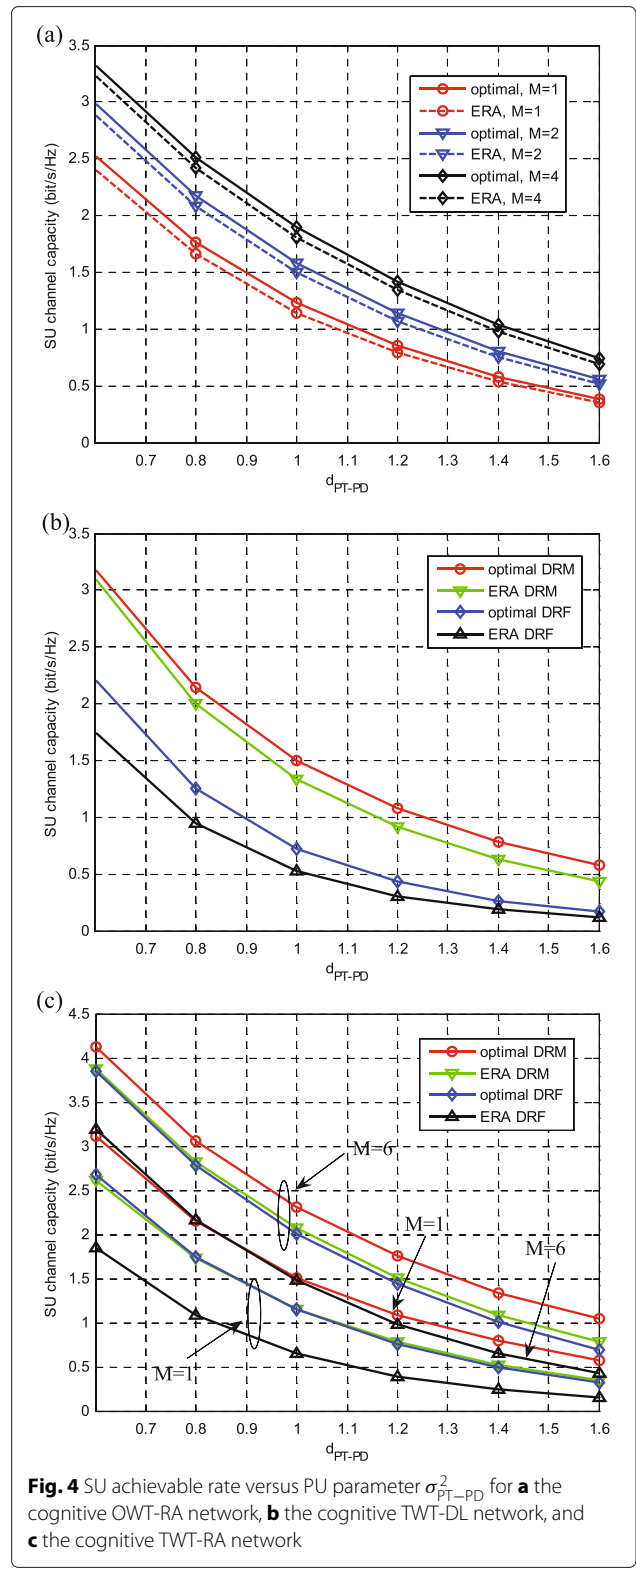 (a)
3.5
3
2.5
2
1.5
1
0.5
0
SU channel capacity (bit/s/Hz)
optimal, M=1
ERA, M=1
optimal, M=2
ERA, M=2
optimal, M=4
ERA, M=4
0.7 0.8 0.9 1 1.1 1.2 1.3 1.4 1.5 1.6
d_PT-PD
(b)
3.5
3
2.5
2
1.5
1
0.5
0
SU channel capacity (bit/s/Hz)
optimal DRM
ERA DRM
optimal DRF
ERA DRF
0.7 0.8 0.9 1 1.1 1.2 1.3 1.4 1.5 1.6
d_PT-PD
(c)
4.5
4
3.5
3
2.5
2
1.5
1
0.5
0
SU channel capacity (bit/s/Hz)
optimal DRM
ERA DRM
optimal DRF
ERA DRF
M=6
M=1
M=6
M=1
0.7 0.8 0.9 1 1.1 1.2 1.3 1.4 1.5 1.6
d_PT-PD
Fig. 4 SU achievable rate versus PU parameter σ²_PT−PD for a the
cognitive OWT-RA network, b the cognitive TWT-DL network, and
c the cognitive TWT-RA network